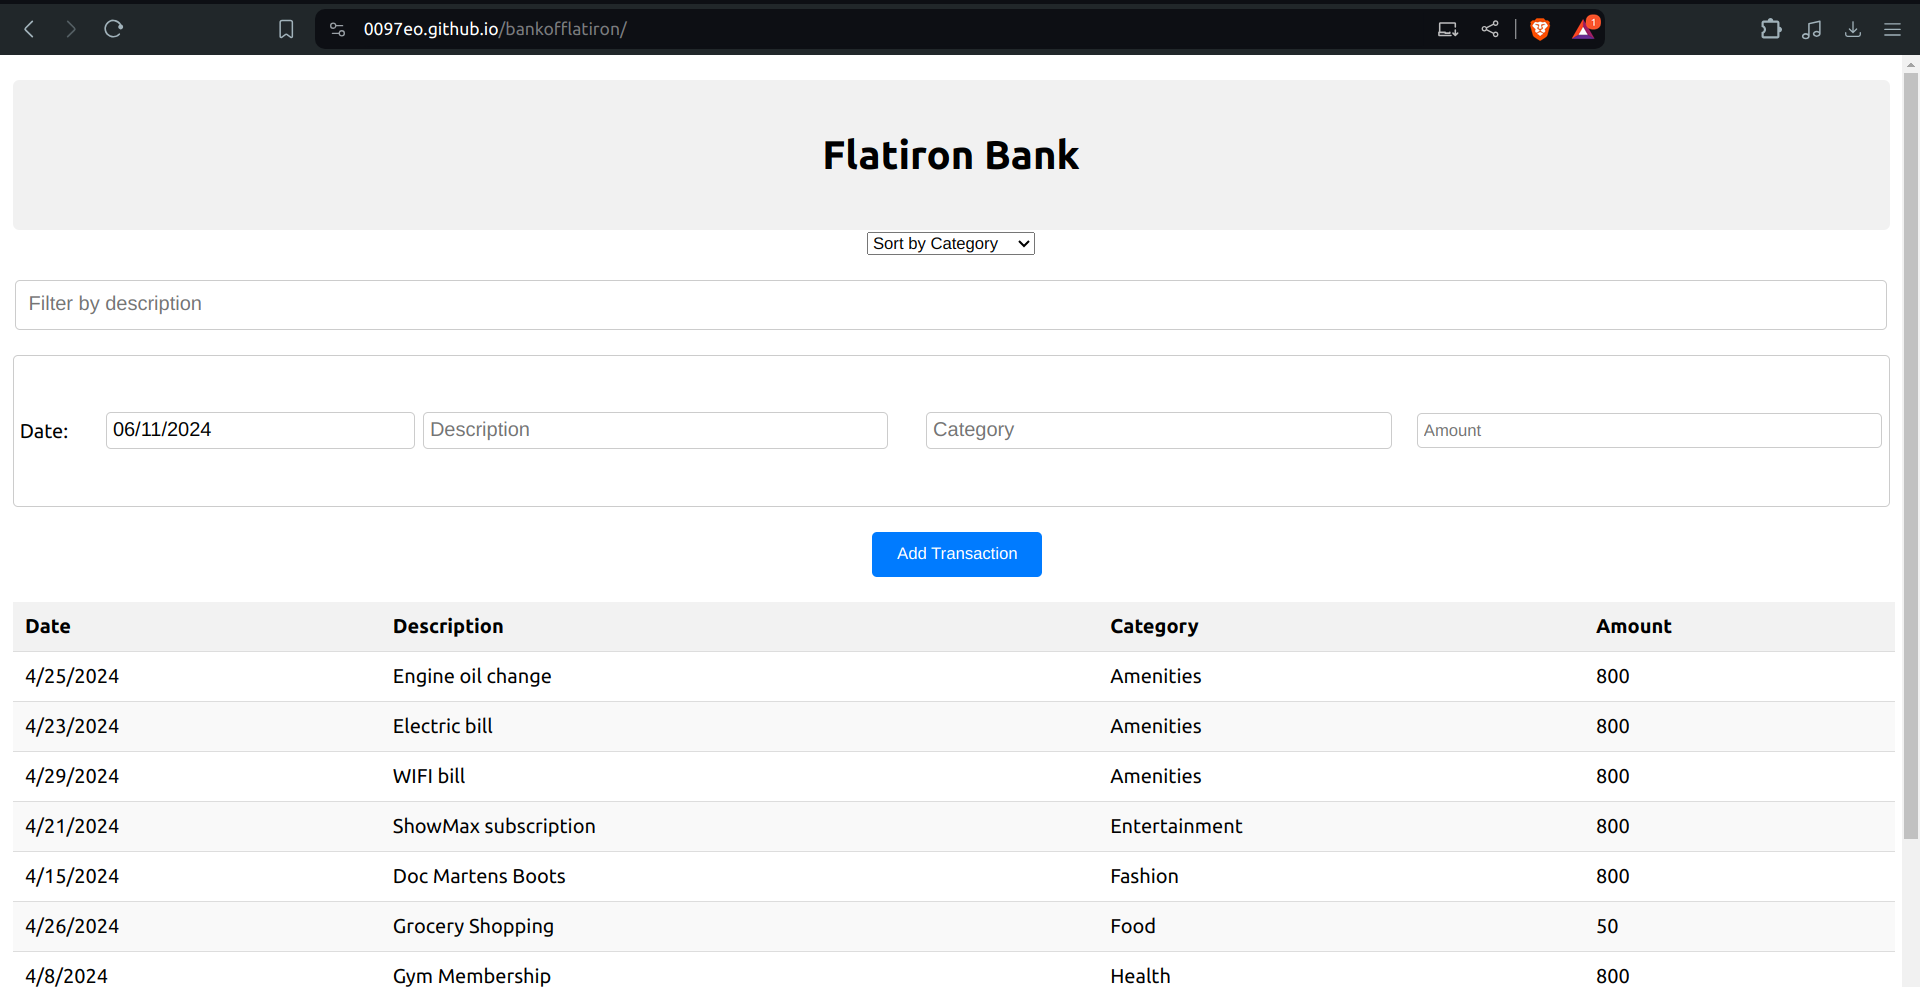 0097eo.github.io/bankofflatiron/
1
Flatiron Bank
Sort by Category
Filter by description
Date: 06/11/2024 Description Category Amount
Add Transaction
Date Description Category Amount
4/25/2024 Engine oil change Amenities 800
4/23/2024 Electric bill Amenities 800
4/29/2024 WIFI bill Amenities 800
4/21/2024 ShowMax subscription Entertainment 800
4/15/2024 Doc Martens Boots Fashion 800
4/26/2024 Grocery Shopping Food 50
4/8/2024 Gym Membership Health 800